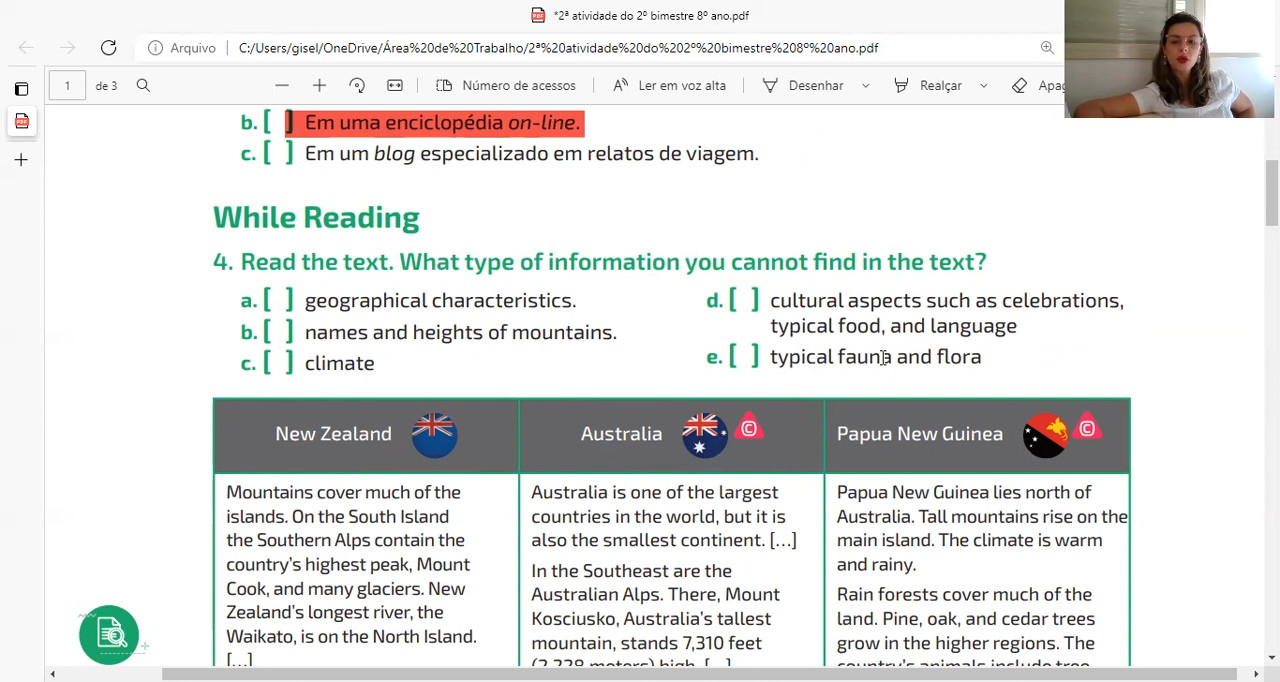 *2ª atividade do 2º bimestre 8º ano.pdf
Arquivo | C:/Users/gisel/OneDrive/Área%20de%20Trabalho/2ª%20atividade%20do%202º%20bimestre%208º%20ano.pdf
1 de 3 Número de acessos Ler em voz alta Desenhar Realçar Apag
b. [ ] Em uma enciclopédia on-line.
c. [ ] Em um blog especializado em relatos de viagem.
While Reading
4. Read the text. What type of information you cannot find in the text?
a. [ ] geographical characteristics.
b. [ ] names and heights of mountains.
c. [ ] climate
d. [ ] cultural aspects such as celebrations,
typical food, and language
e. [ ] typical fauna and flora
New Zealand
Mountains cover much of the
islands. On the South Island
the Southern Alps contain the
country's highest peak, Mount
Cook, and many glaciers. New
Zealand's longest river, the
Waikato, is on the North Island.
[...]
Australia ©
Australia is one of the largest
countries in the world, but it is
also the smallest continent. [...]
In the Southeast are the
Australian Alps. There, Mount
Kosciusko, Australia's tallest
mountain, stands 7,310 feet
(2,228 meters) high. [...]
Papua New Guinea ©
Papua New Guinea lies north of
Australia. Tall mountains rise on the
main island. The climate is warm
and rainy.
Rain forests cover much of the
land. Pine, oak, and cedar trees
grow in the higher regions. The
country's animals include tree